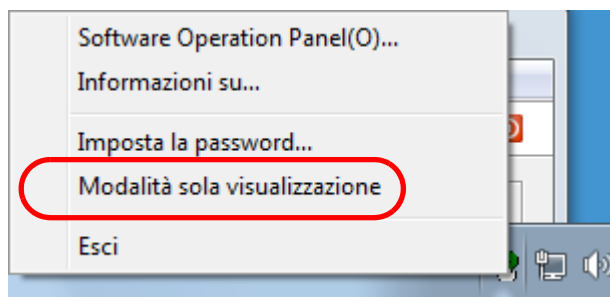 Software Operation Panel(O)...
Informazioni su...
Imposta la password...
Modalità sola visualizzazione
Esci